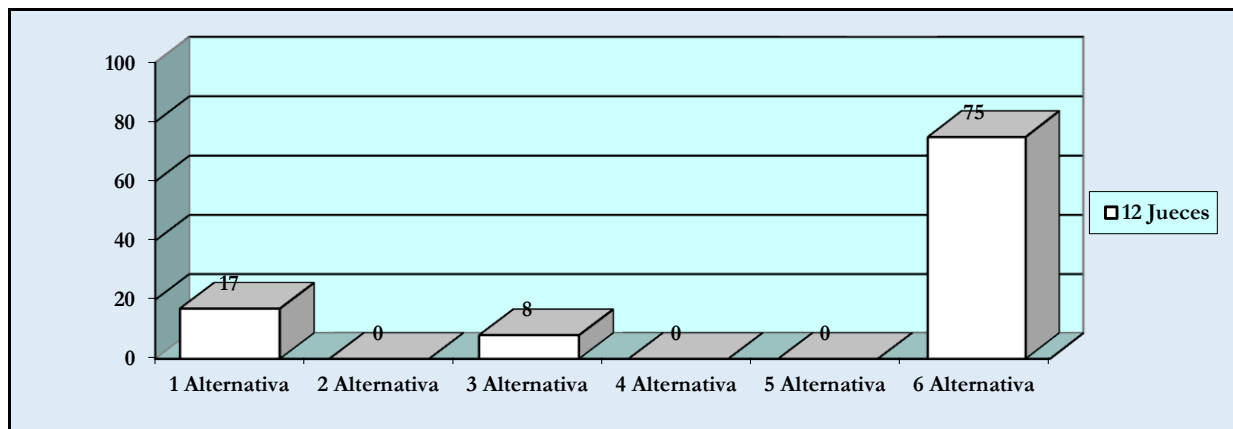 100
80
60
40
20
0
17
0
8
0
0
75
1 Alternativa
2 Alternativa
3 Alternativa
4 Alternativa
5 Alternativa
6 Alternativa
12 Jueces